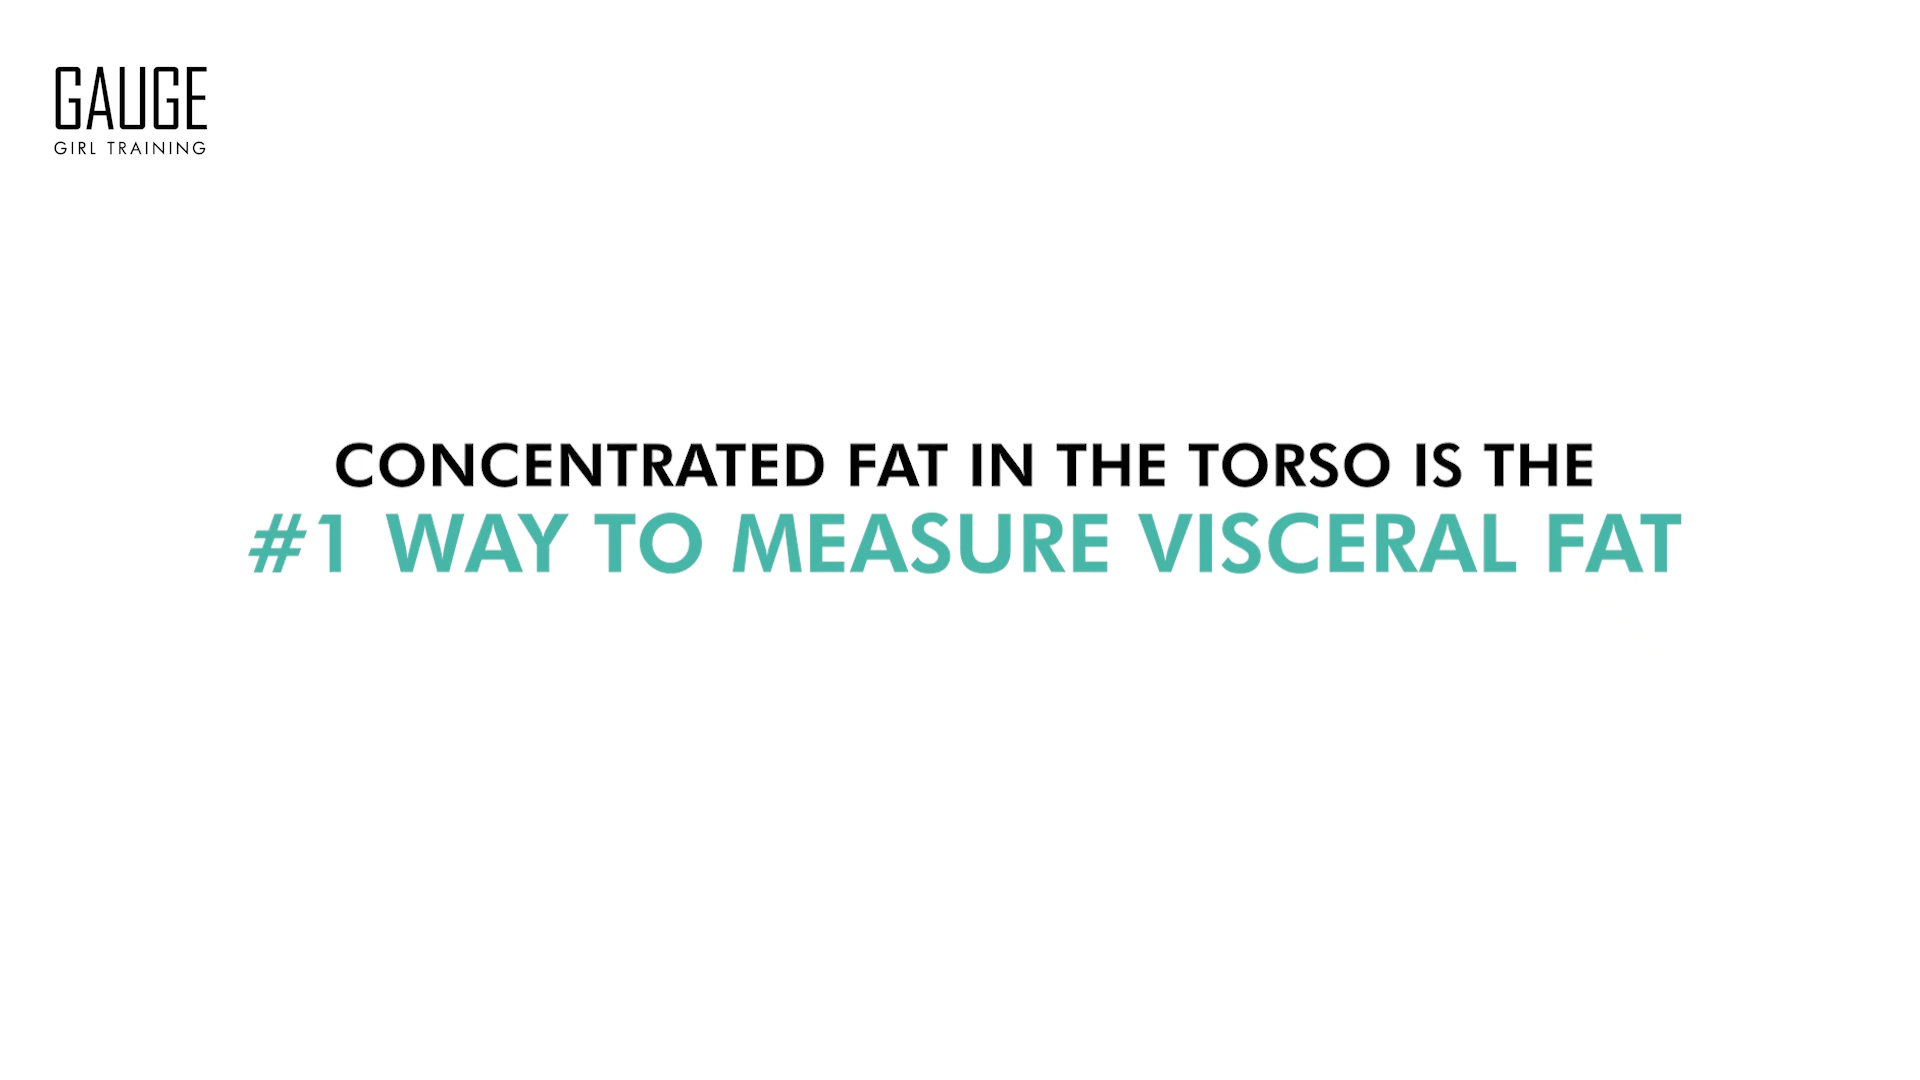 GAUGE
GIRL TRAINING
CONCENTRATED FAT IN THE TORSO IS THE
#1 WAY TO MEASURE VISCERAL FAT